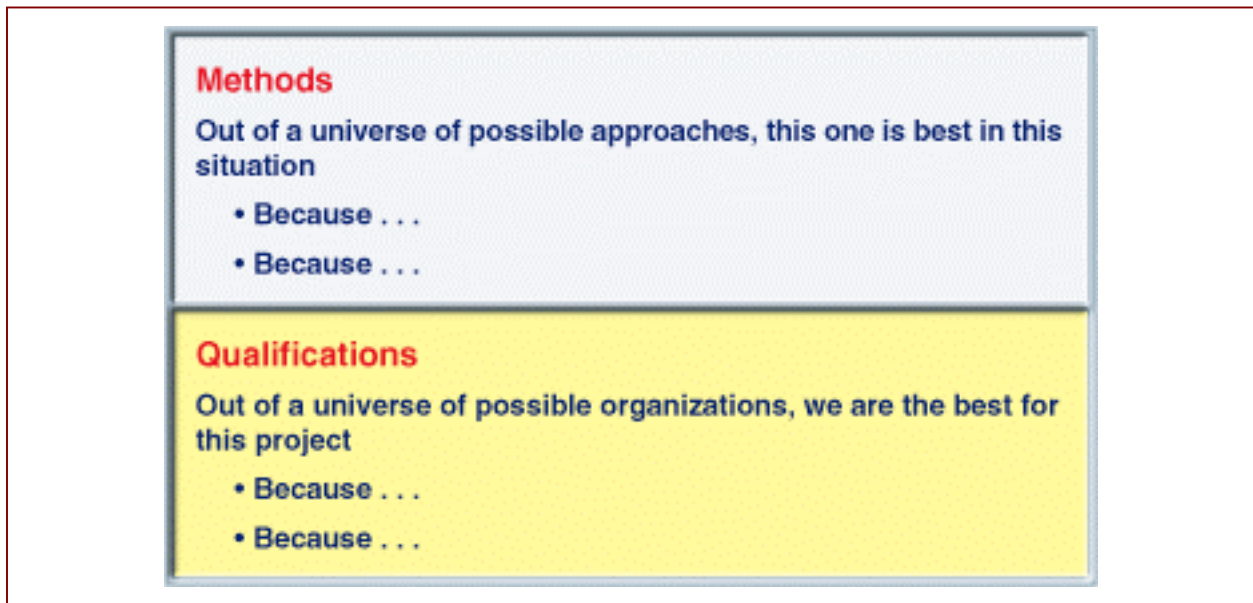 Methods
Out of a universe of possible approaches, this one is best in this
situation
• Because . . .
• Because . . .
Qualifications
Out of a universe of possible organizations, we are the best for
this project
• Because . . .
• Because . . .